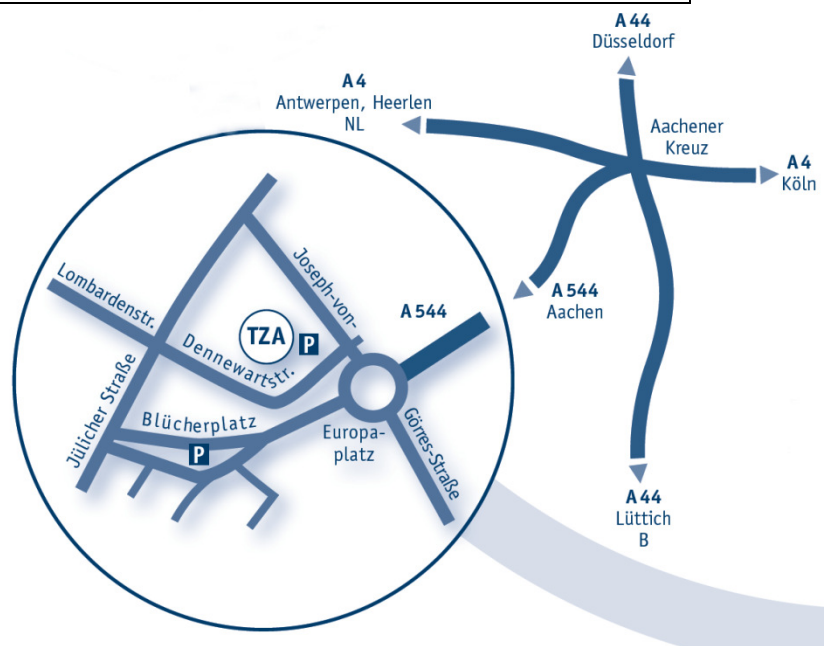 A 44
Düsseldorf
A 4
Antwerpen, Heerlen
NL
Aachener
Kreuz
A 4
Köln
A 544
Aachen
A 44
Lüttich
B
Lombardenstr.
Joseph-von-
Görres-Straße
A 544
TZA
P
Dennewartstr.
Jülicher Straße
Blücherplatz
P
Europa-
platz